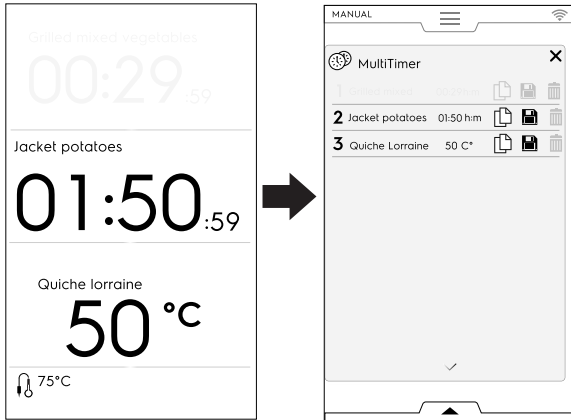 Grilled mixed vegetables
00:29:59
Jacket potatoes
01:50:59
Quiche lorraine
50 °C
75°C
MANUAL
MultiTimer
1 Grilled mixed 00:29 h:m
2 Jacket potatoes 01:50 h:m
3 Quiche Lorraine 50 C°